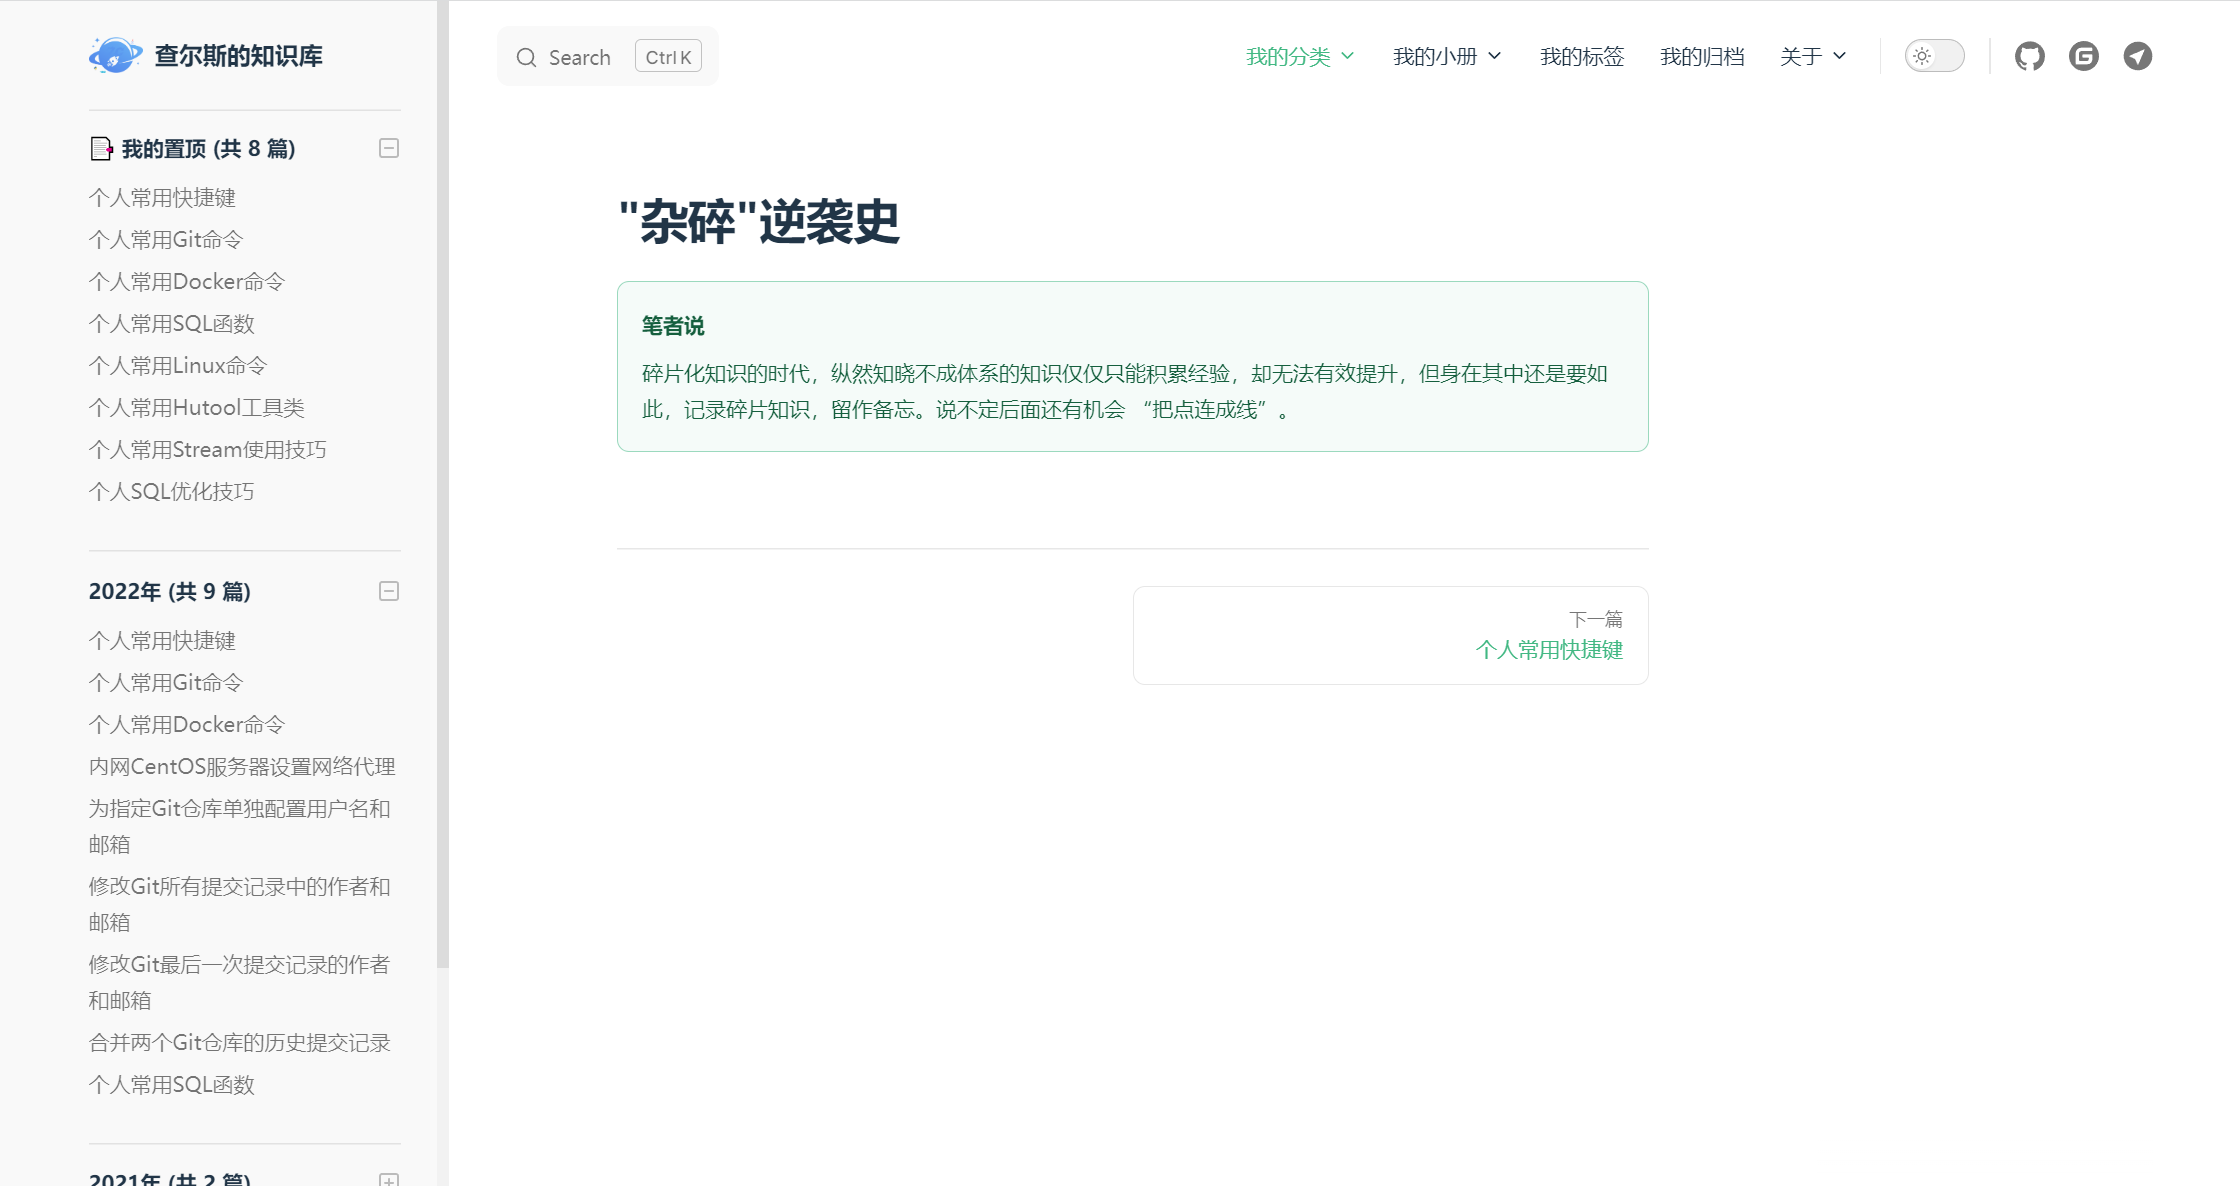 查尔斯的知识库
Search
Ctrl K
我的分类
我的小册
我的标签
我的归档
关于
我的置顶 (共 8 篇)
个人常用快捷键
个人常用Git命令
个人常用Docker命令
个人常用SQL函数
个人常用Linux命令
个人常用Hutool工具类
个人常用Stream使用技巧
个人SQL优化技巧
2022年 (共 9 篇)
个人常用快捷键
个人常用Git命令
个人常用Docker命令
内网CentOS服务器设置网络代理
为指定Git仓库单独配置用户名和
邮箱
修改Git所有提交记录中的作者和
邮箱
修改Git最后一次提交记录的作者
和邮箱
合并两个Git仓库的历史提交记录
个人常用SQL函数
2021年 (共 2 篇)
"杂碎"逆袭史
笔者说
碎片化知识的时代，纵然知晓不成体系的知识仅仅只能积累经验，却无法有效提升，但身在其中还是要如
此，记录碎片知识，留作备忘。说不定后面还有机会 “把点连成线” 。
下一篇
个人常用快捷键